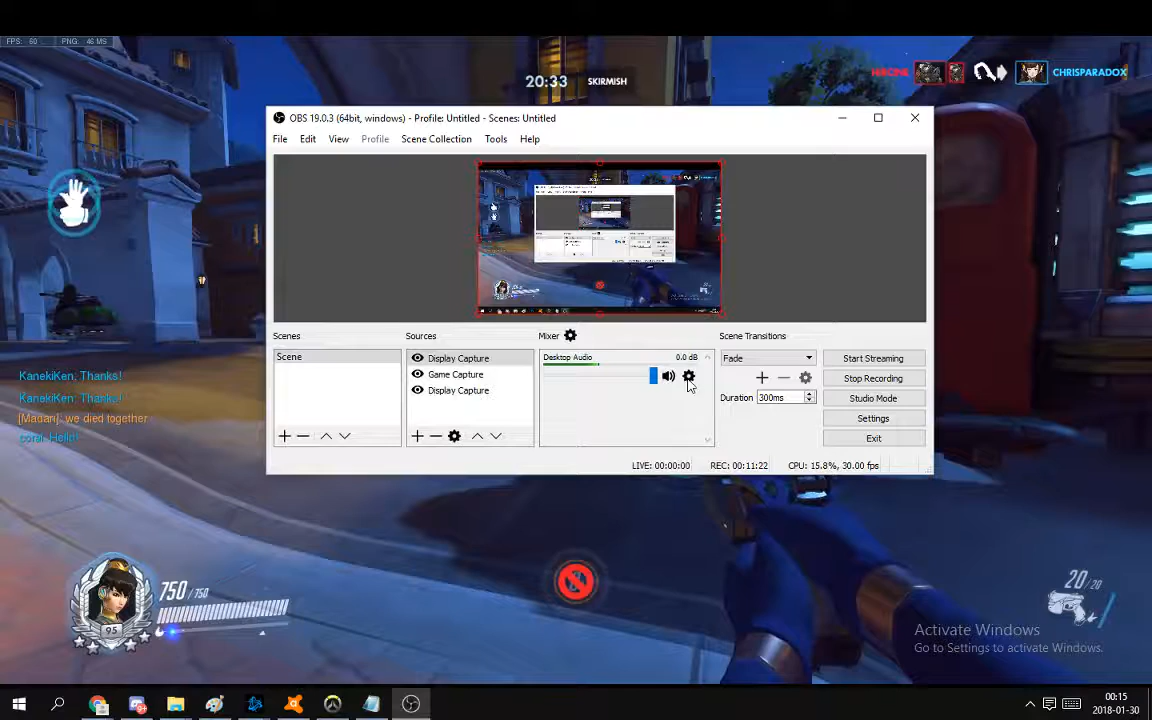 FPS: 60 PNG: 46 MS
20:33 SKIRMISH
CHRISPARADOX
OBS 19.0.3 (64bit, windows) - Profile: Untitled - Scenes: Untitled
File Edit View Profile Scene Collection Tools Help
Scenes Sources Mixer Scene Transitions
Scene
Display Capture
Game Capture
Display Capture
Desktop Audio 0.0 dB
Fade
Duration 300ms
Start Streaming
Stop Recording
Studio Mode
Settings
Exit
LIVE: 00:00:00 REC: 00:11:22 CPU: 15.8%, 30.00 fps
KanekiKen, Thanks!
KanekiKen, Thanks!
[Madari]: we died together
coral: Hello!
750/750
95
20/20
Activate Windows
Go to Settings to activate Windows.
00:15
2018-01-30